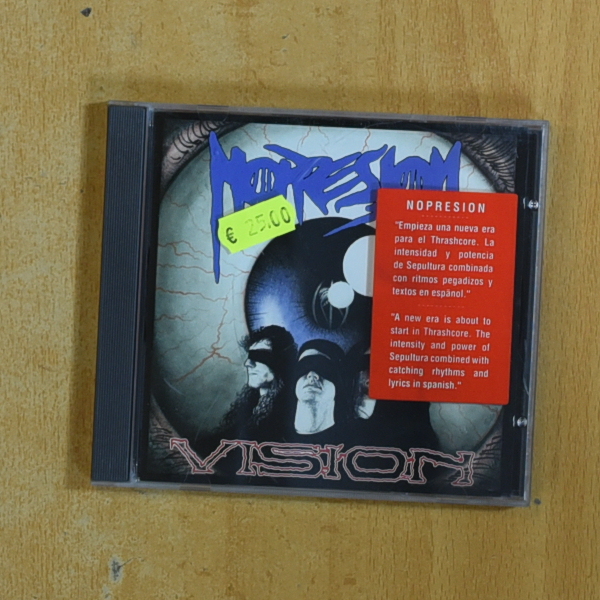 NOPRESION
€ 25.00
NOPRESION
"Empieza una nueva era
para el Thrashcore. La
intensidad y potencia
de Sepultura combinada
con ritmos pegadizos y
textos en español."
"A new era is about to
start in Thrashcore. The
intensity and power of
Sepultura combined with
catching rhythms and
lyrics in spanish."
VISION